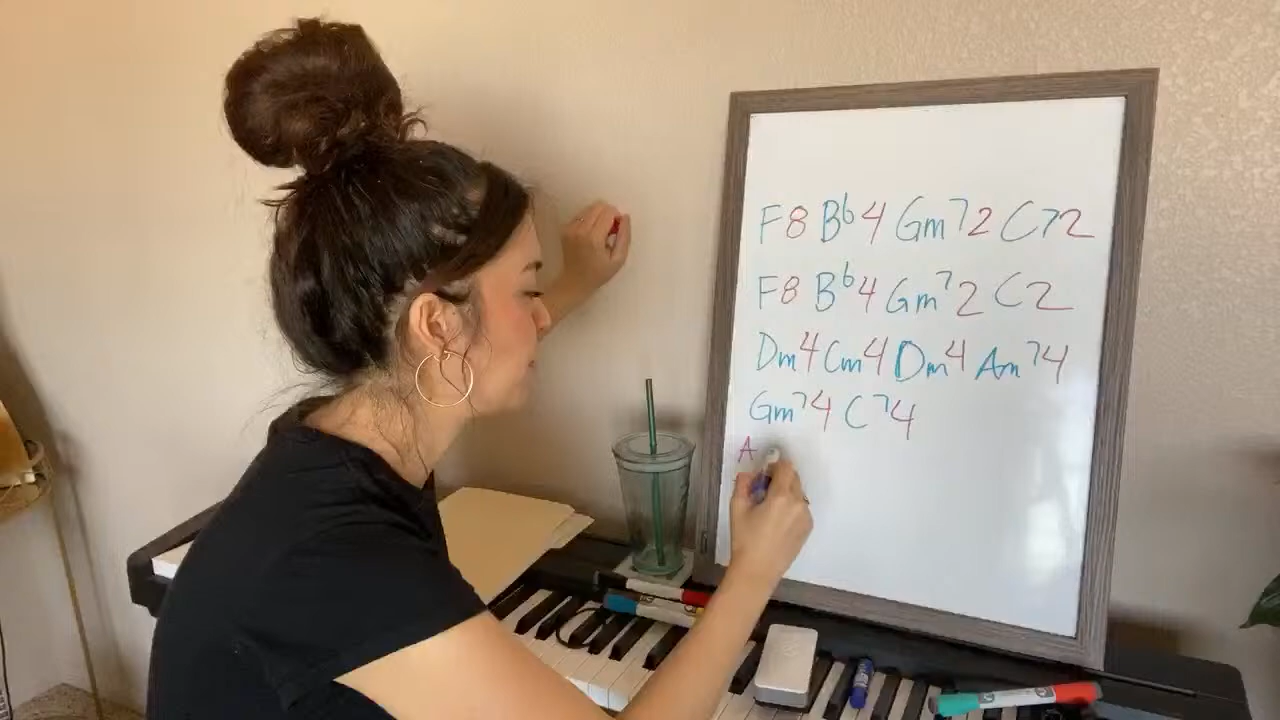 F8 B♭4 Gm⁷2 C72
F8 B♭4 Gm⁷2 C2
Dm4 Cm4 Dm4 Am⁷4
Gm⁷4 C⁷4
A